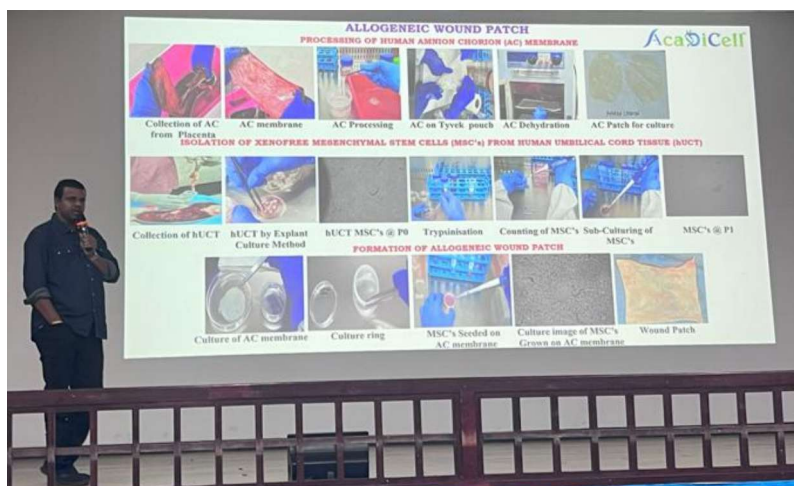 ALLOGENEIC WOUND PATCH
AcaDiCell
PROCESSING OF HUMAN AMNION CHORION (AC) MEMBRANE
Collection of AC
from Placenta
AC membrane
AC Processing
AC on Tyvek pouch
AC Dehydration
AC Patch for culture
ISOLATION OF XENOFREE MESENCHYMAL STEM CELLS (MSC's) FROM HUMAN UMBILICAL CORD TISSUE (hUCT)
Collection of hUCT
hUCT by Explant
Culture Method
hUCT MSC's @ P0
Trypsinisation
Counting of MSC's
Sub-Culturing of
MSC's
MSC's @ P1
FORMATION OF ALLOGENEIC WOUND PATCH
Culture of AC membrane
Culture ring
MSC's Seeded on
AC membrane
Culture image of MSC's
Grown on AC membrane
Wound Patch